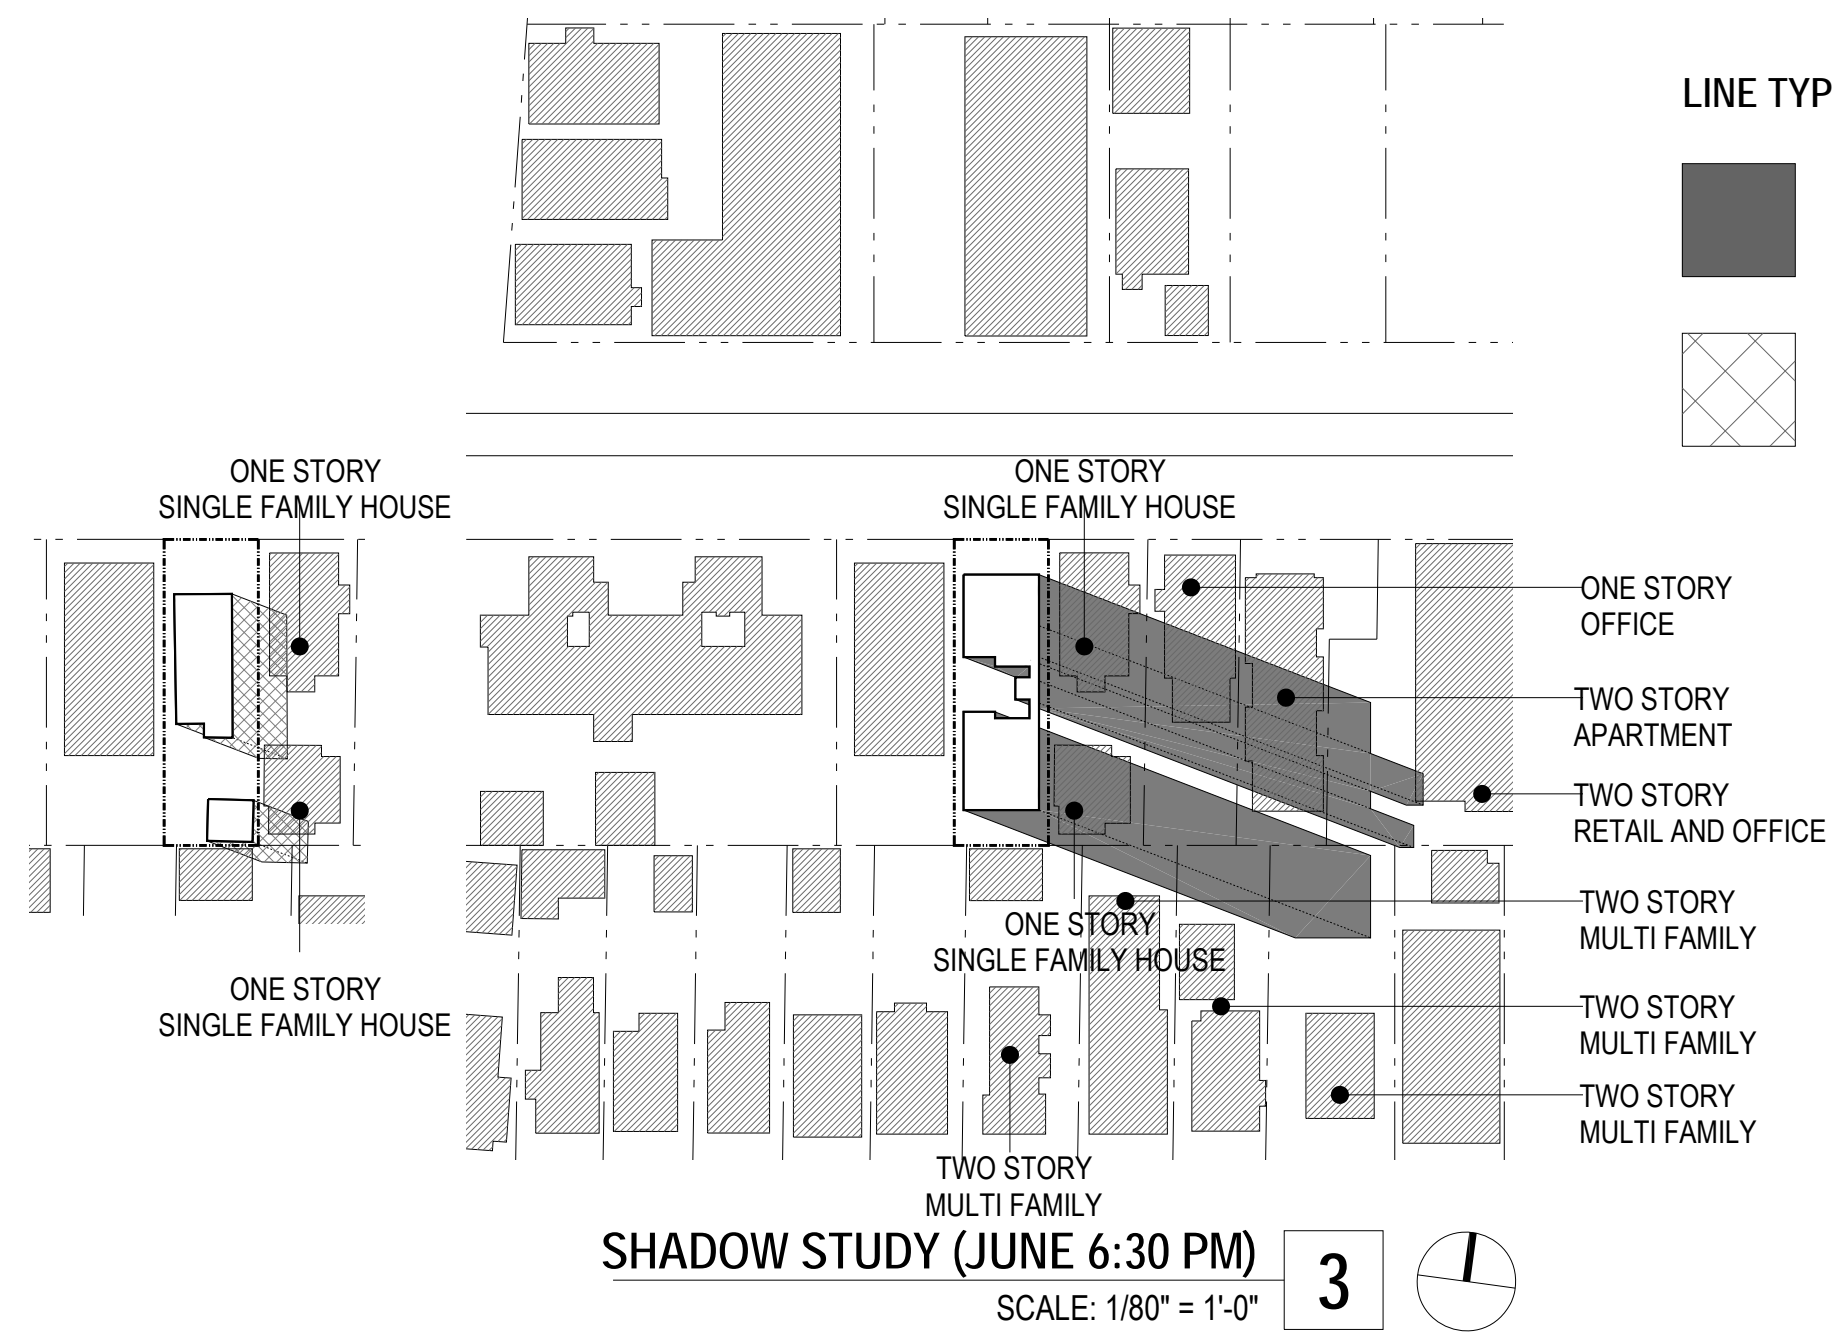 LINE TYP
ONE STORY
SINGLE FAMILY HOUSE
ONE STORY
SINGLE FAMILY HOUSE
ONE STORY
OFFICE
TWO STORY
APARTMENT
TWO STORY
RETAIL AND OFFICE
TWO STORY
MULTI FAMILY
ONE STORY
SINGLE FAMILY HOUSE
ONE STORY
SINGLE FAMILY HOUSE
TWO STORY
MULTI FAMILY
TWO STORY
MULTI FAMILY
TWO STORY
MULTI FAMILY
SHADOW STUDY (JUNE 6:30 PM)
3
SCALE: 1/80" = 1'-0"